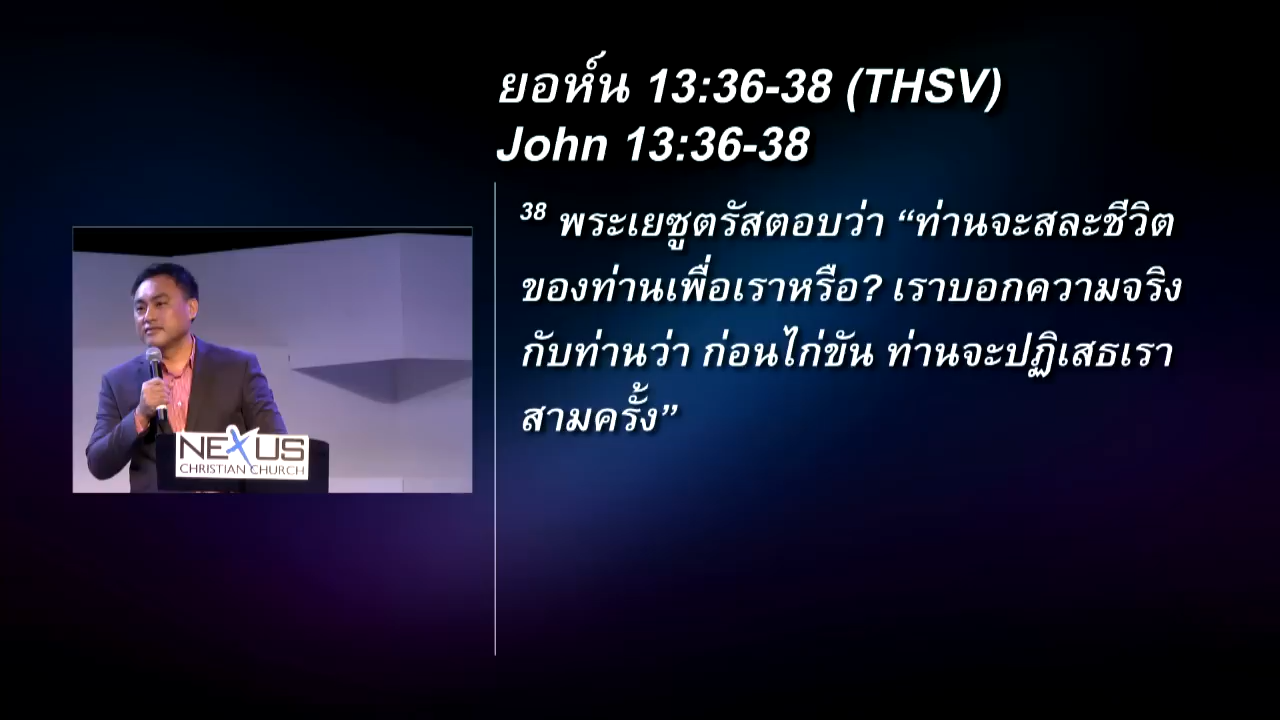 ยอห์น 13:36-38 (THSV)
John 13:36-38
38 พระเยซูตรัสตอบว่า “ท่านจะสละชีวิต
ของท่านเพื่อเราหรือ? เราบอกความจริง
กับท่านว่า ก่อนไก่ขัน ท่านจะปฏิเสธเรา
สามครั้ง”
NEXUS
CHRISTIAN CHURCH